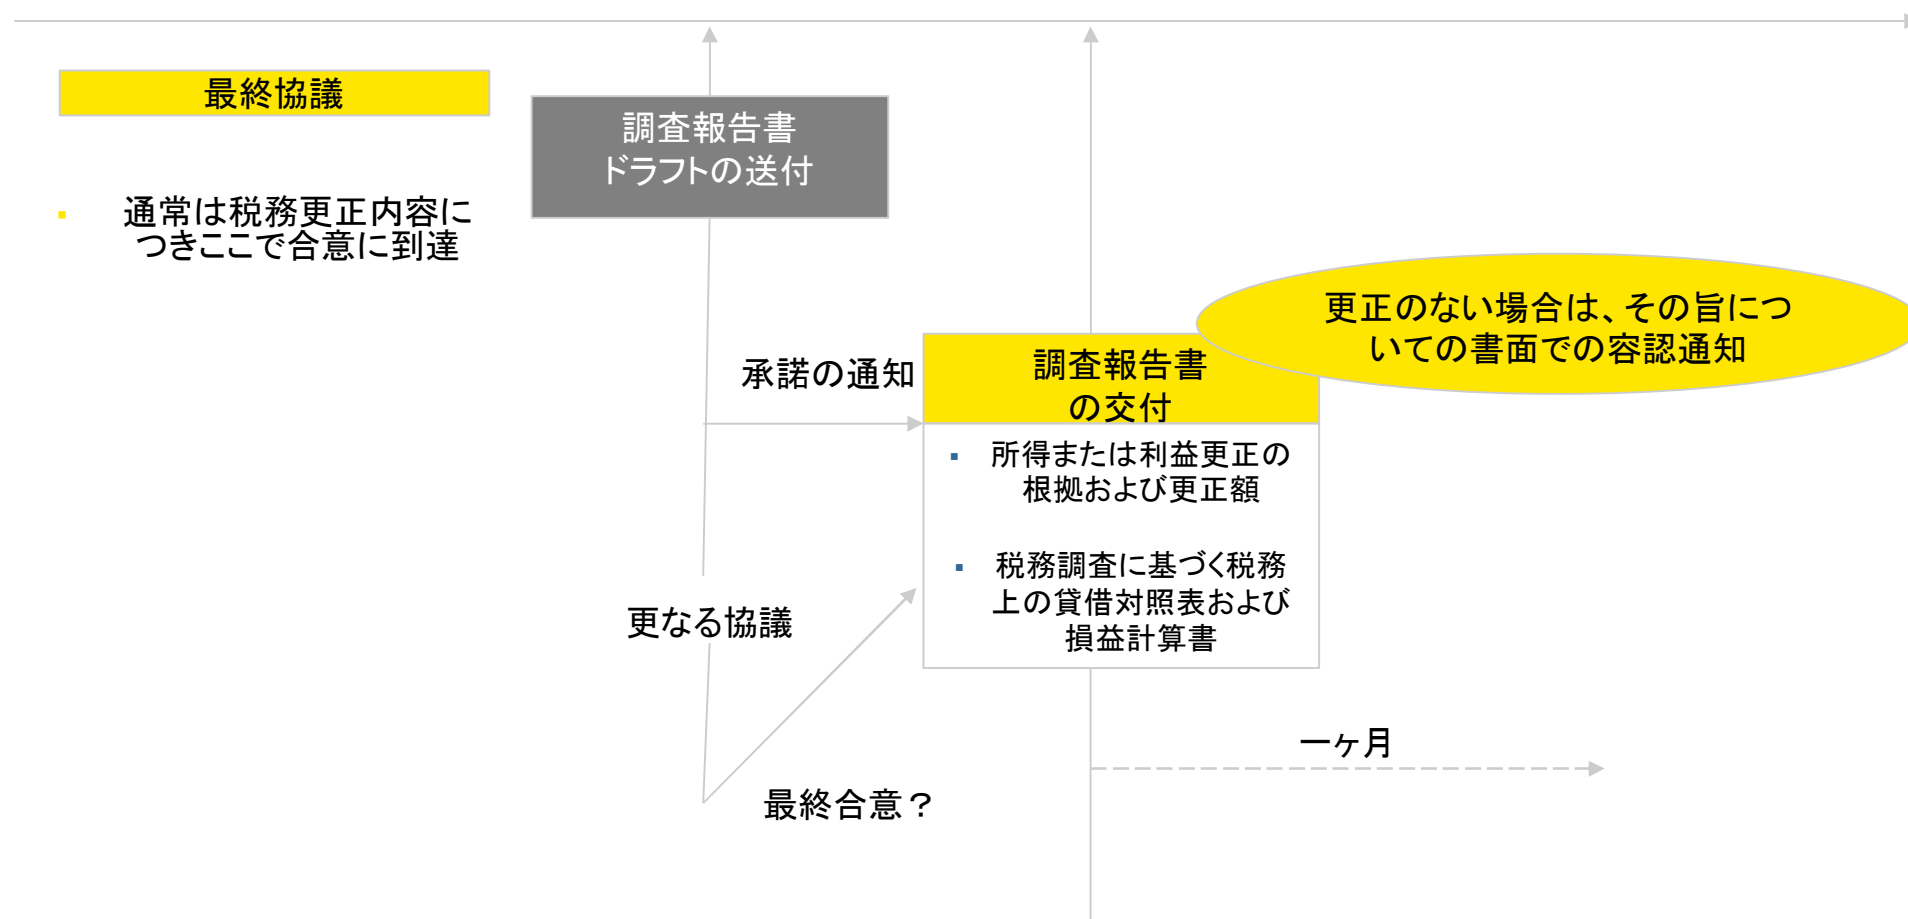 最終協議
通常は税務更正内容に
つきここで合意に到達
調査報告書
ドラフトの送付
更正のない場合は、その旨につ
いての書面での容認通知
承諾の通知
調査報告書
の交付
所得または利益更正の
根拠および更正額
税務調査に基づく税務
上の貸借対照表および
損益計算書
更なる協議
一ヶ月
最終合意？